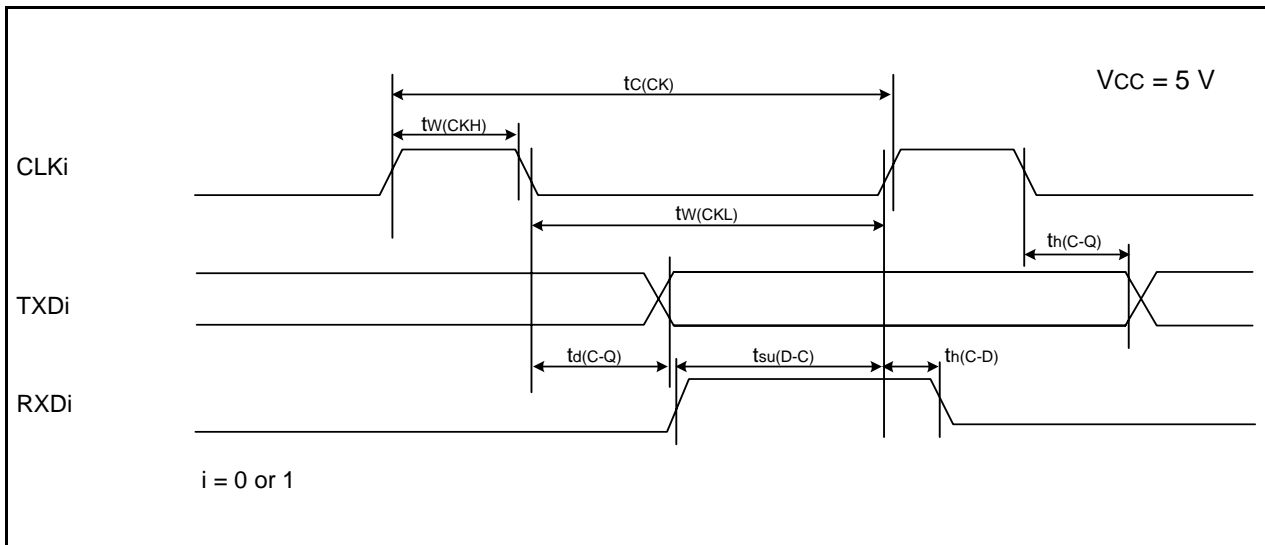 tC(CK)
VCC = 5 V
tW(CKH)
CLKi
tW(CKL)
th(C-Q)
TXDi
td(C-Q)
tsu(D-C)
th(C-D)
RXDi
i = 0 or 1